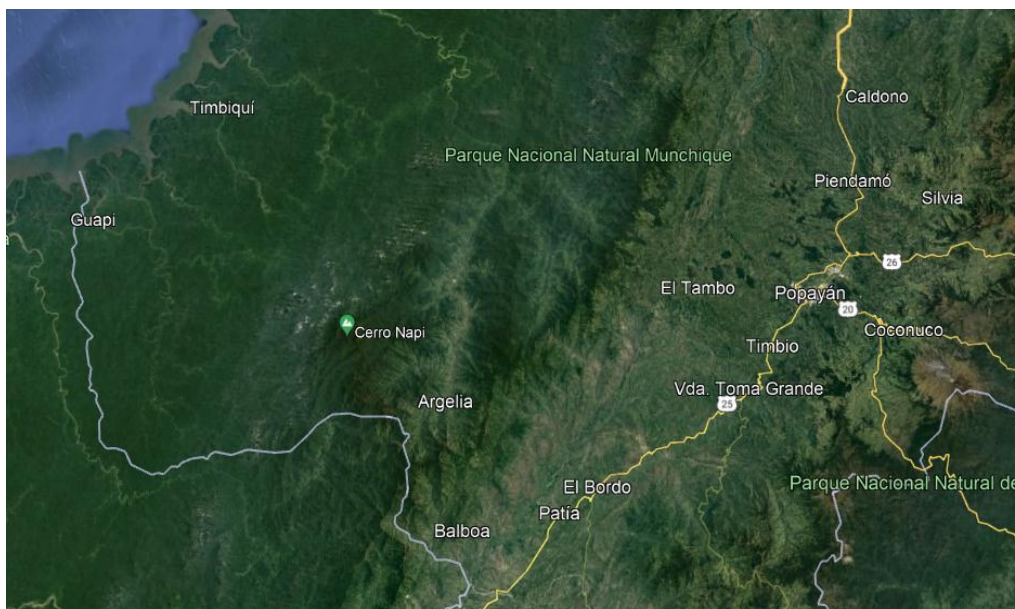 Caldono
Timbiquí
Parque Nacional Natural Munchique
Piendamó
Silvia
Guapi
a
26
El Tambo
Popayán
20
Cerro Napi
Coconuco
Timbio
Vda. Toma Grande
Argelia
25
El Bordo
Parque Nacional Natural de
Patía
Balboa